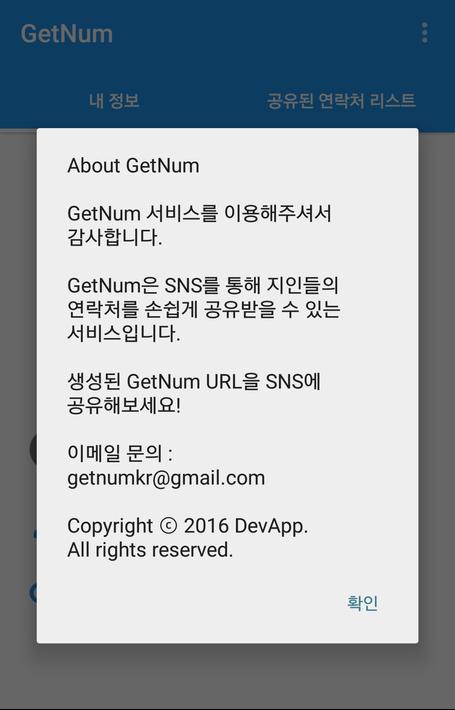 GetNum
내 정보
공유된 연락처 리스트
About GetNum
GetNum 서비스를 이용해주셔서
감사합니다.
GetNum은 SNS를 통해 지인들의
연락처를 손쉽게 공유받을 수 있는
서비스입니다.
생성된 GetNum URL을 SNS에
공유해보세요!
이메일 문의 :
getnumkr@gmail.com
Copyright ⓒ 2016 DevApp.
All rights reserved.
확인